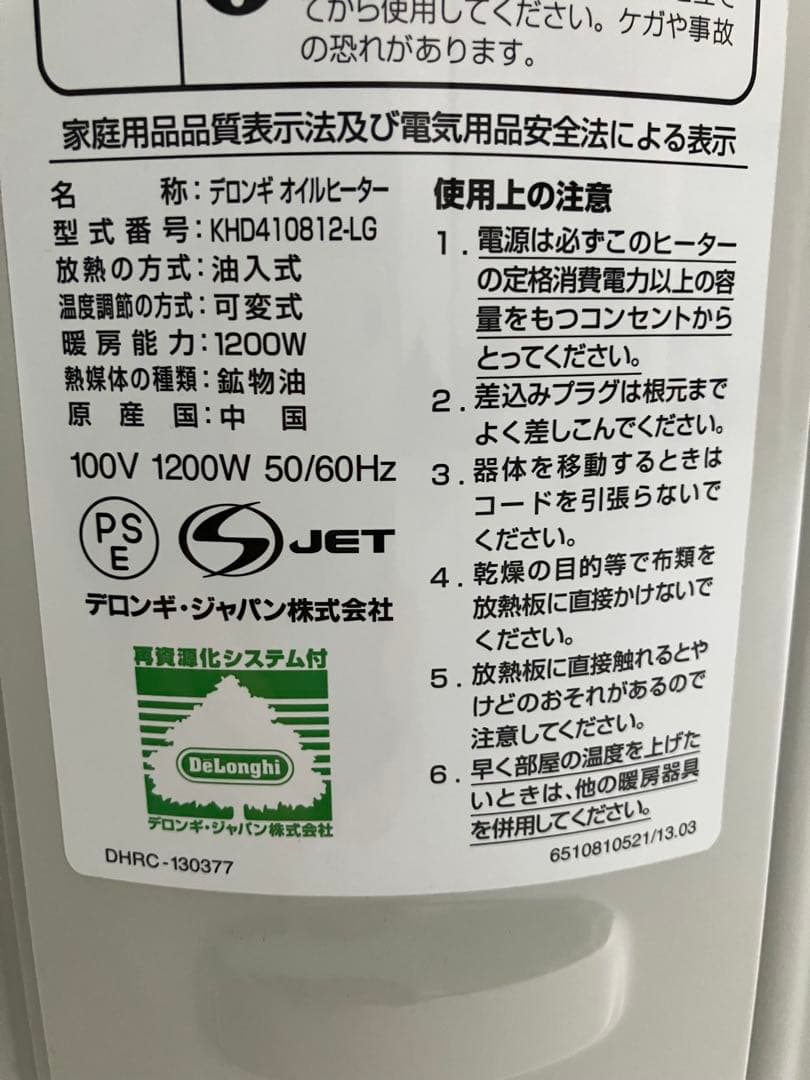 てから使用してください。ケガや事故
の恐れがあります。
家庭用品品質表示法及び電気用品安全法による表示
名 称：デロンギ オイルヒーター
型式番号：KHD410812-LG
放熱の方式：油入式
温度調節の方式：可変式
暖房能力：1200W
熱媒体の種類：鉱物油
原産国：中 国
100V 1200W 50/60Hz
PS
E
S JET
デロンギ・ジャパン株式会社
再資源化システム付
DeLonghi
デロンギ・ジャパン株式会社
DHRC-130377
使用上の注意
1．電源は必ずこのヒーター
の定格消費電力以上の容
量をもつコンセントから
とってください。
2．差込みプラグは根元まで
よく差しこんでください。
3．器体を移動するときは
コードを引張らないで
ください。
4．乾燥の目的等で布類を
放熱板に直接かけないで
ください。
5．放熱板に直接触れるとや
けどのおそれがあるので
注意してください。
6．早く部屋の温度を上げた
いときは、他の暖房器具
を併用してください。
6510810521/13.03